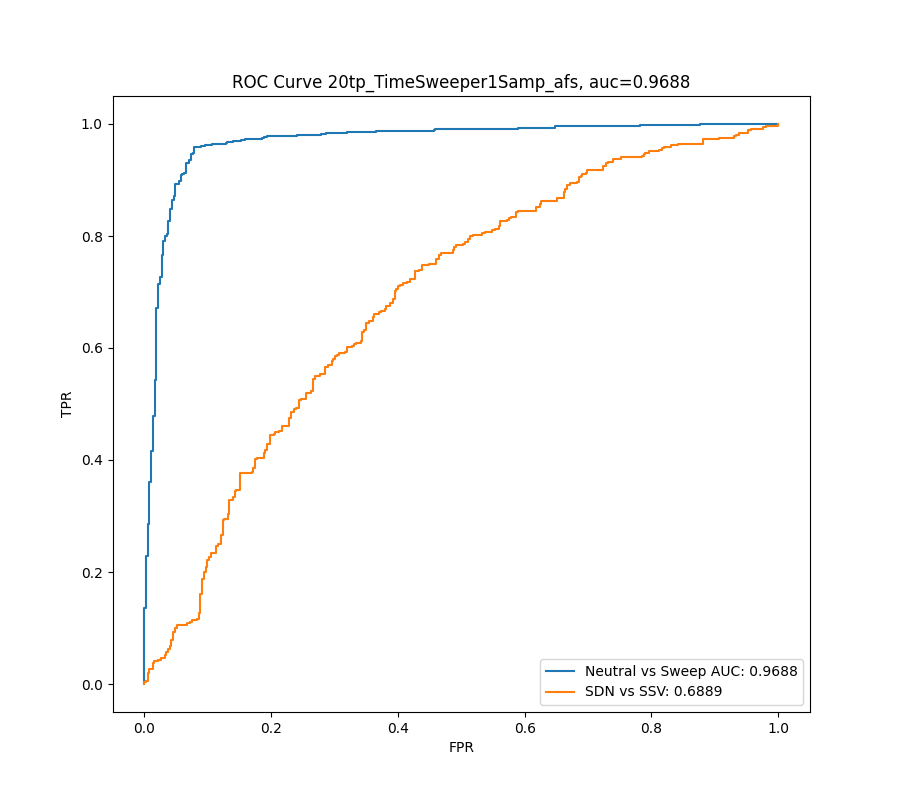 ROC Curve 20tp_TimeSweeper1Samp_afs, auc=0.9688
TPR
1.0
0.8
0.6
0.4
0.2
0.0
0.0 0.2 0.4 0.6 0.8 1.0
FPR
Neutral vs Sweep AUC: 0.9688
SDN vs SSV: 0.6889